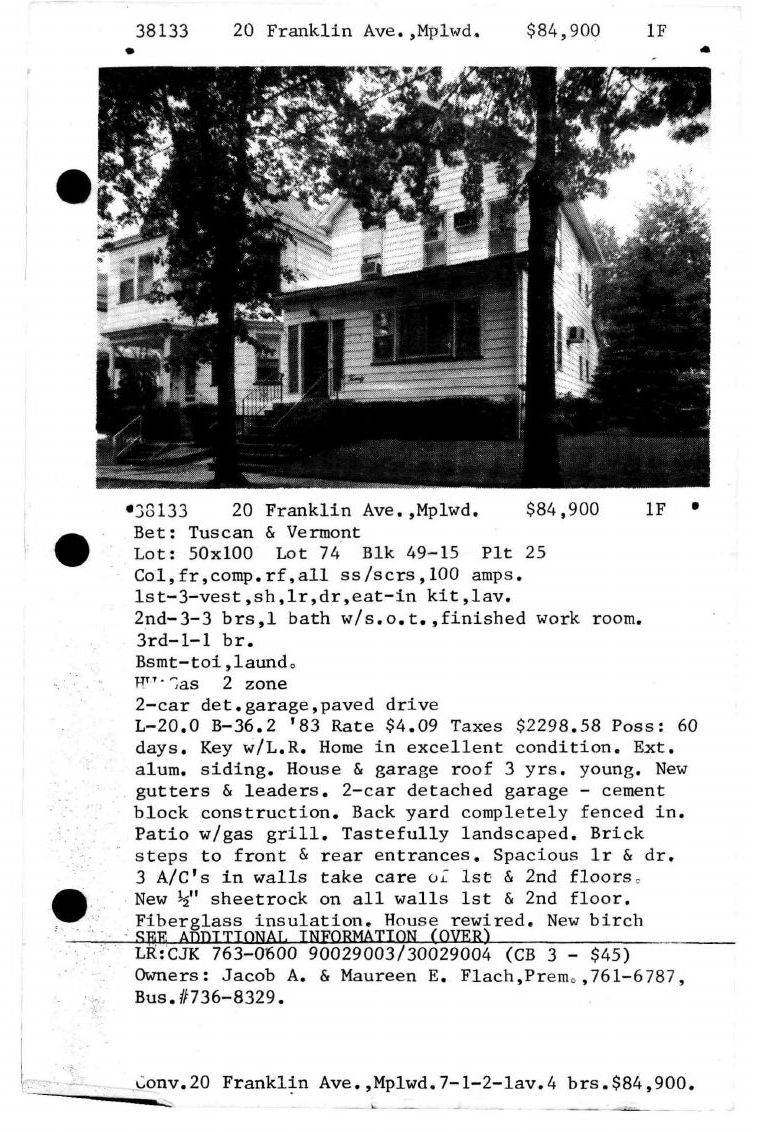 38133 20 Franklin Ave.,Mplwd. $84,900 1F
38133 20 Franklin Ave.,Mplwd. $84,900 1F
Bet: Tuscan & Vermont
Lot: 50x100 Lot 74 Blk 49-15 Plt 25
Col,fr,comp.rf,all ss/scrs,100 amps.
1st-3-vest,sh,lr,dr,eat-in kit,lav.
2nd-3-3 brs,1 bath w/s.o.t.,finished work room.
3rd-1-1 br.
Bsmt-toi,laund.
2 zone
2-car det.garage,paved drive
L-20.0 B-36.2 '83 Rate $4.09 Taxes $2298.58 Poss: 60
days. Key w/L.R. Home in excellent condition. Ext.
alum. siding. House & garage roof 3 yrs. young. New
gutters & leaders. 2-car detached garage - cement
block construction. Back yard completely fenced in.
Patio w/gas grill. Tastefully landscaped. Brick
steps to front & rear entrances. Spacious lr & dr.
3 A/C's in walls take care of 1st & 2nd floors.
New ½" sheetrock on all walls 1st & 2nd floor.
Fiberglass insulation. House rewired. New birch
SEE ADDITIONAL INFORMATION (OVER)
LR:CJK 763-0600 90029003/30029004 (CB 3 - $45)
Owners: Jacob A. & Maureen E. Flach,Prem.,761-6787,
Bus.#736-8329.
Conv.20 Franklin Ave.,Mplwd.7-1-2-lav.4 brs.$84,900.